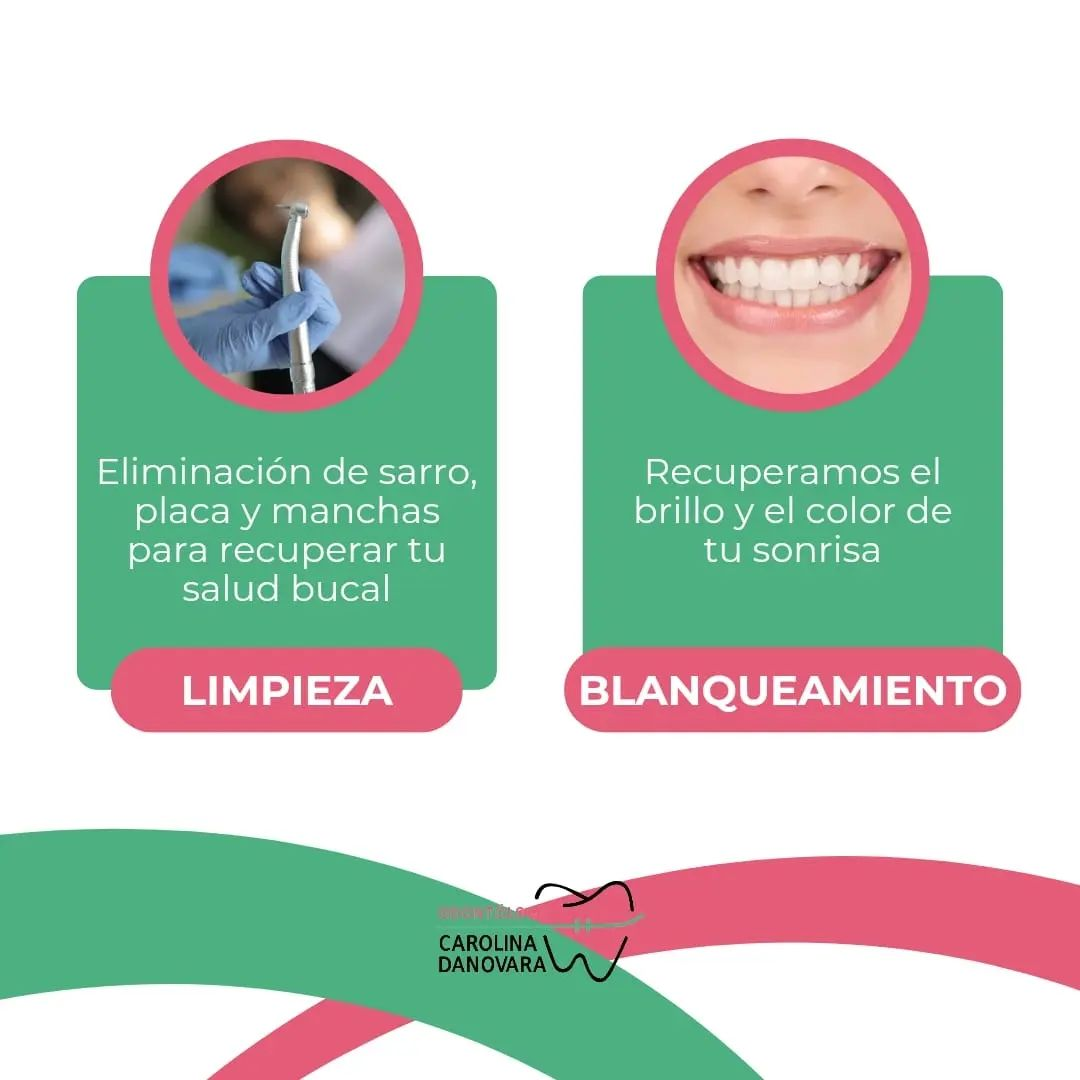 Eliminación de sarro,
placa y manchas
para recuperar tu
salud bucal
LIMPIEZA
Recuperamos el
brillo y el color de
tu sonrisa
BLANQUEAMIENTO
CAROLINA
DANOVARA